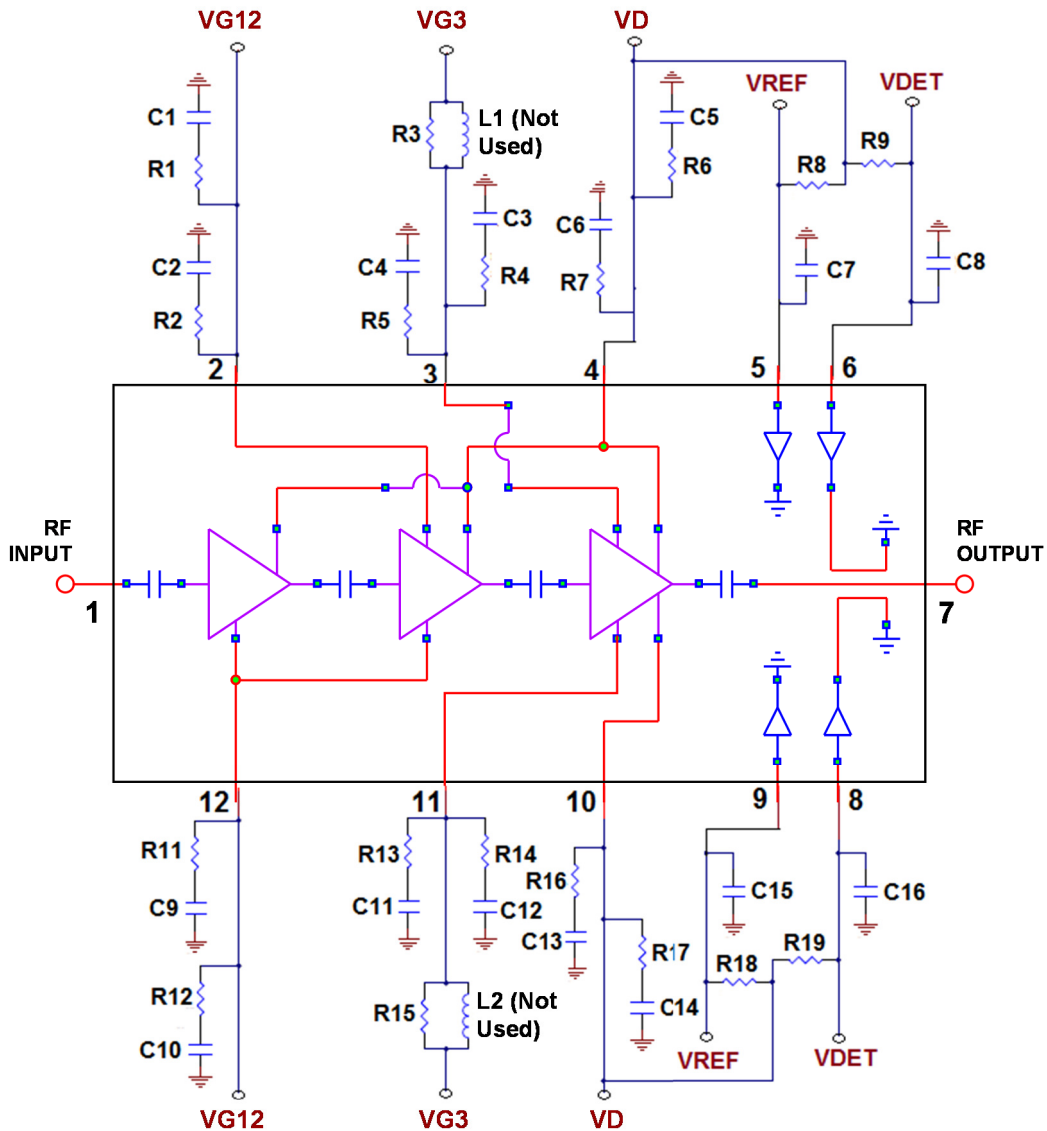 VG12
VG3
VD
VREF
VDET
C1
R1
C2
R2
R3
L1 (Not
Used)
C3
R4
C4
R5
C5
R6
C6
R7
R8
R9
C7
C8
2
3
4
5
6
RF
INPUT
1
RF
OUTPUT
7
12
11
10
9
8
R11
C9
R12
C10
R13
C11
R14
C12
R15
L2 (Not
Used)
R16
C13
R17
C14
C15
C16
R18
R19
VREF
VDET
VG12
VG3
VD